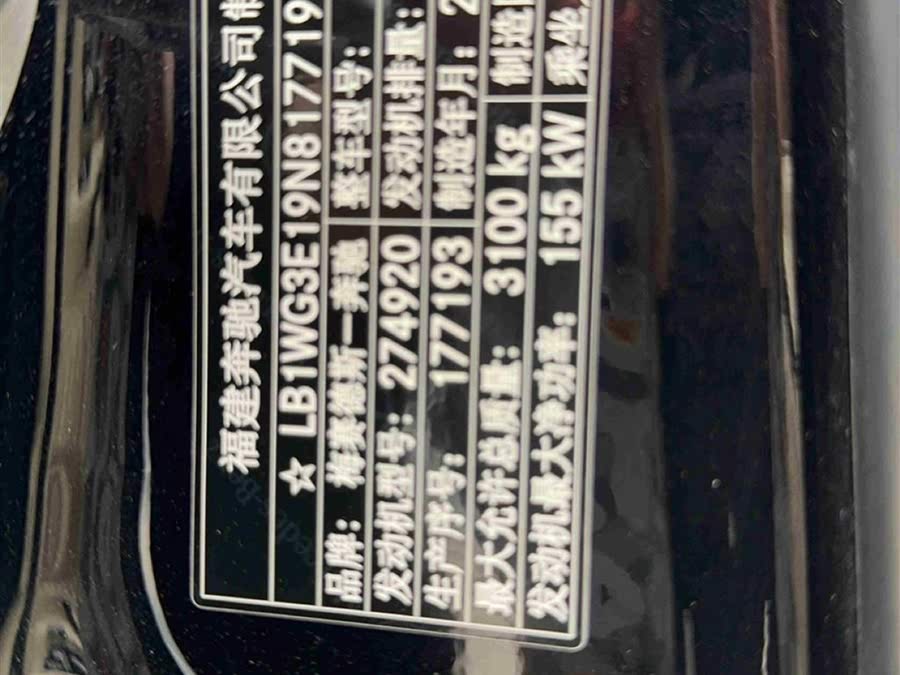 福建奔驰汽车有限公司制
☆ LB1WG3E19N817719
品牌: 梅赛德斯—奔驰 整车型号:
发动机型号: 274920 发动机排量:
生产序号: 177193 制造年月: 2
最大允许总质量: 3100 kg 制造
发动机最大净功率: 155 kW 乘坐